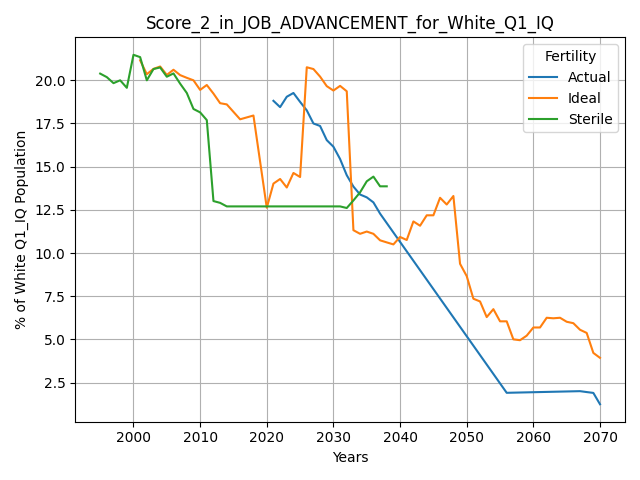 Score_2_in_JOB_ADVANCEMENT_for_White_Q1_IQ
Fertility
Actual
Ideal
Sterile
% of White Q1_IQ Population
20.0
17.5
15.0
12.5
10.0
7.5
5.0
2.5
2000 2010 2020 2030 2040 2050 2060 2070
Years